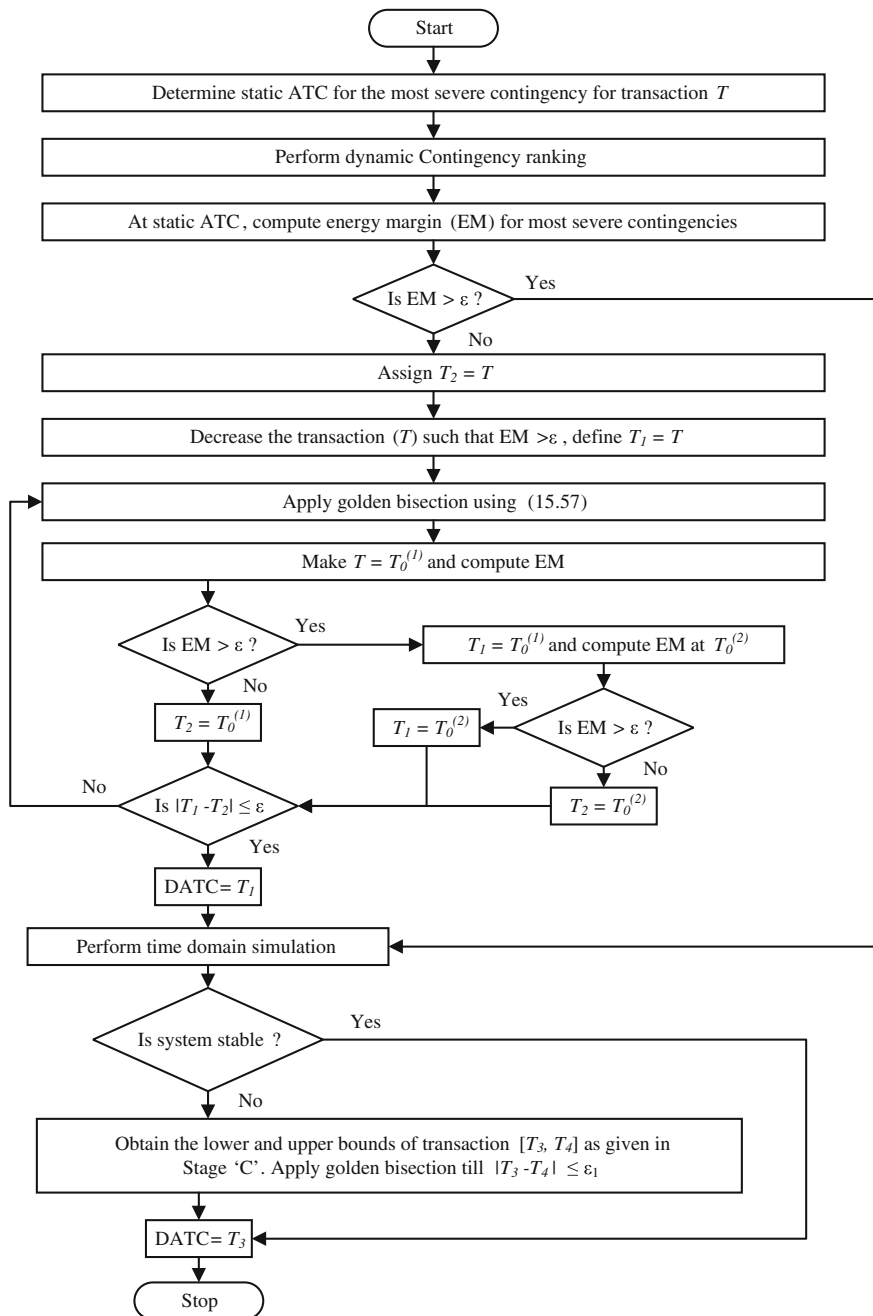 Start
Determine static ATC for the most severe contingency for transaction T
Perform dynamic Contingency ranking
At static ATC, compute energy margin (EM) for most severe contingencies
Is EM > ε ?
Yes
No
Assign T₂ = T
Decrease the transaction (T) such that EM >ε, define T₁ = T
Apply golden bisection using (15.57)
Make T = T₀⁽¹⁾ and compute EM
Is EM > ε ?
Yes
No
T₁ = T₀⁽¹⁾ and compute EM at T₀⁽²⁾
Is EM > ε ?
Yes
No
T₂ = T₀⁽¹⁾
T₁ = T₀⁽²⁾
T₂ = T₀⁽²⁾
Is |T₁ -T₂| ≤ ε
No
Yes
DATC= T₁
Perform time domain simulation
Is system stable ?
Yes
No
Obtain the lower and upper bounds of transaction [T₃, T₄] as given in
Stage ‘C’. Apply golden bisection till |T₃ -T₄| ≤ ε₁
DATC= T₃
Stop